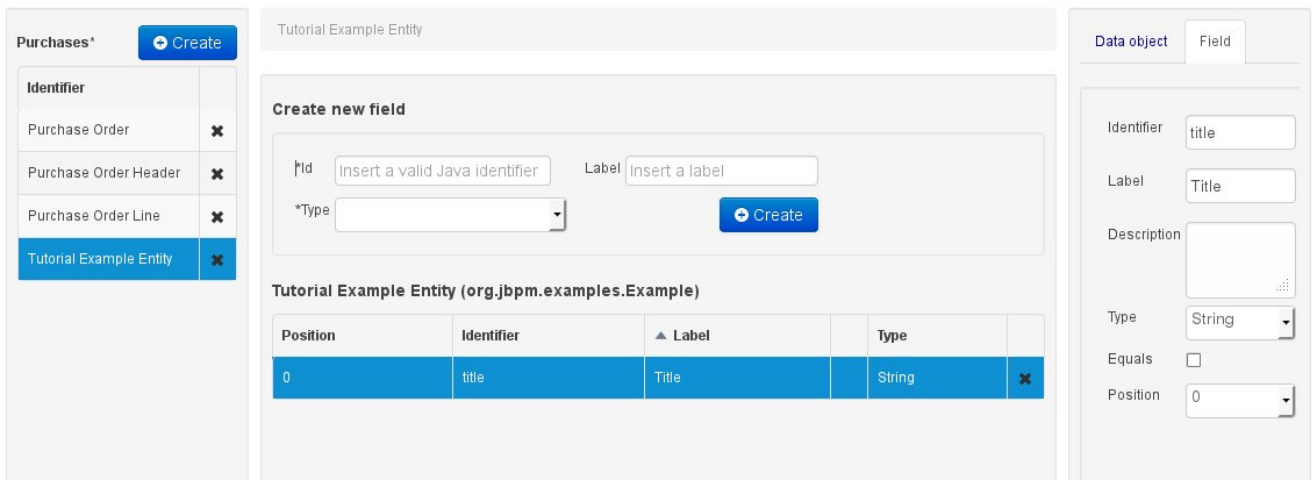 Purchases*
Create
Identifier
Purchase Order
Purchase Order Header
Purchase Order Line
Tutorial Example Entity
Tutorial Example Entity
Create new field
*Id Insert a valid Java identifier Label Insert a label
*Type Create
Tutorial Example Entity (org.jbpm.examples.Example)
Position Identifier Label Type
0 title Title String
Data object Field
Identifier title
Label Title
Description
Type String
Equals
Position 0